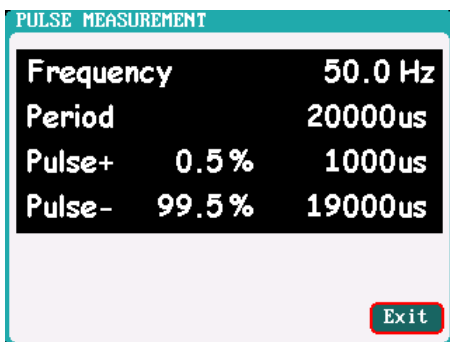 PULSE MEASUREMENT
Frequency 50.0 Hz
Period 20000us
Pulse+ 0.5% 1000us
Pulse- 99.5% 19000us
Exit